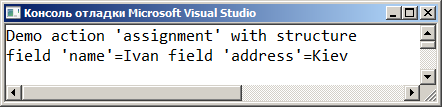 Консоль отладки Microsoft Visual Studio
Demo action 'assignment' with structure
field 'name'=Ivan field 'address'=Kiev